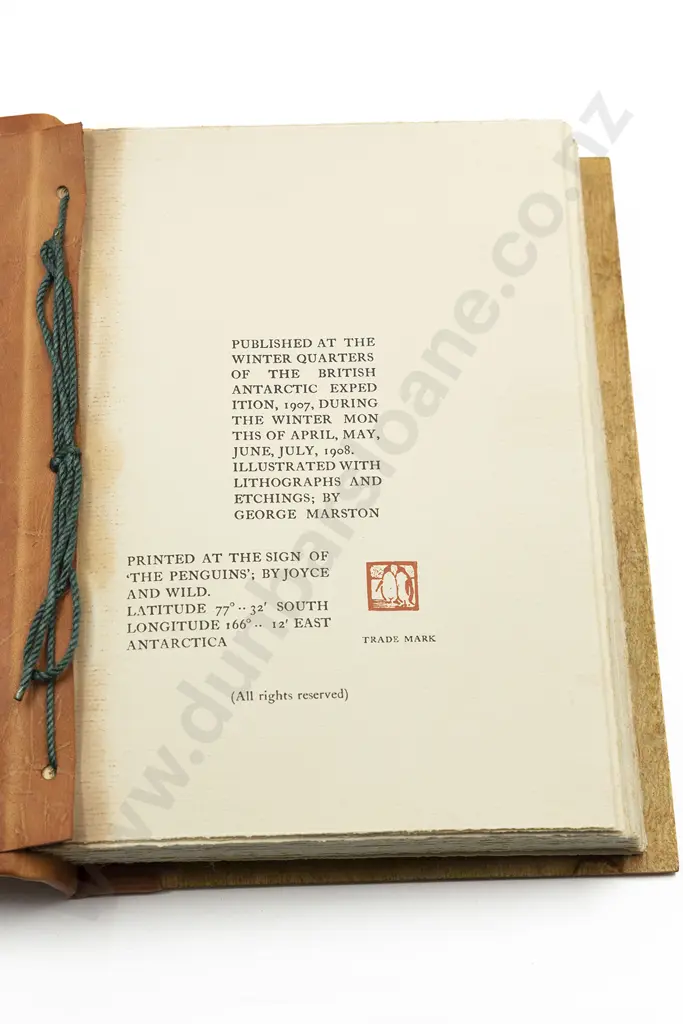 PUBLISHED AT THE
WINTER QUARTERS
OF THE BRITISH
ANTARCTIC EXPED
ITION, 1907, DURING
THE WINTER MON
THS OF APRIL, MAY,
JUNE, JULY, 1908.
ILLUSTRATED WITH
LITHOGRAPHS AND
ETCHINGS; BY
GEORGE MARSTON
PRINTED AT THE SIGN OF
'THE PENGUINS'; BY JOYCE
AND WILD.
LATITUDE 77° ·· 32' SOUTH
LONGITUDE 166° ·· 12' EAST
ANTARCTICA
TRADE MARK
(All rights reserved)
www.dunbarsloane.co.nz